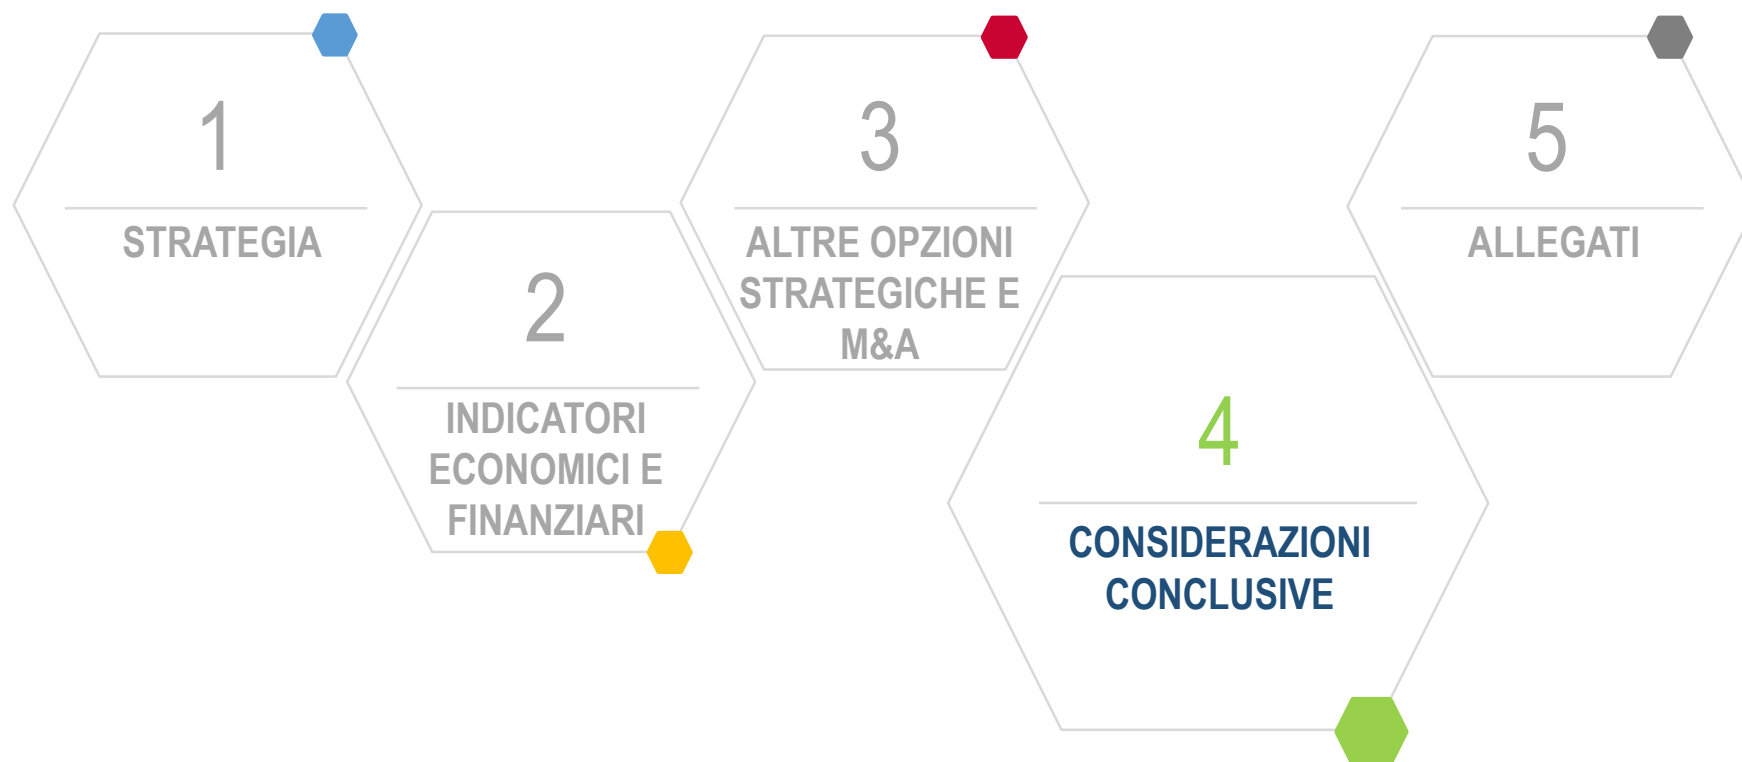 1
STRATEGIA
2
INDICATORI
ECONOMICI E
FINANZIARI
3
ALTRE OPZIONI
STRATEGICHE E
M&A
4
CONSIDERAZIONI
CONCLUSIVE
5
ALLEGATI